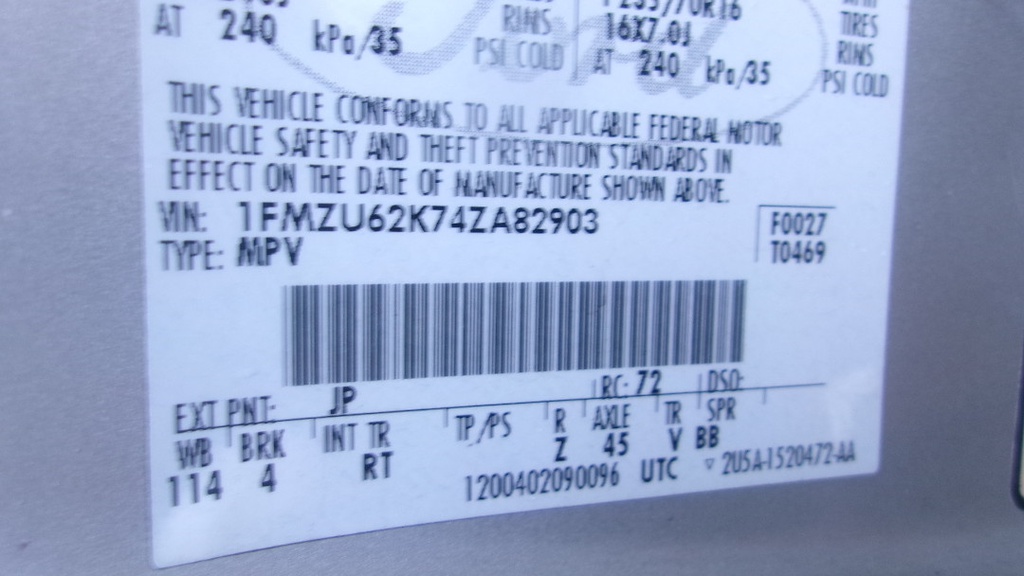 AT 240 kPa/35 RINS PSI COLD 16X7.0J AT 240 kPa/35 TIRES RINS PSI COLD
THIS VEHICLE CONFORMS TO ALL APPLICABLE FEDERAL MOTOR
VEHICLE SAFETY AND THEFT PREVENTION STANDARDS IN
EFFECT ON THE DATE OF MANUFACTURE SHOWN ABOVE.
VIN: 1FMZU62K74ZA82903
F0027
TYPE: MPV
T0469
EXT PNT: JP RC: 72 DSO:
WB BRK INT TR TP/PS R AXLE TR SPR
114 4 RT Z 45 V BB
1200402090096 UTC ▽ 2U5A-1520472-AA